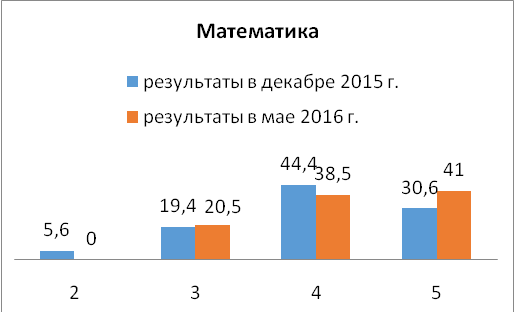 Математика
результаты в декабре 2015 г.
результаты в мае 2016 г.
5,6 0 19,4 20,5 44,4 38,5 30,6 41
2 3 4 5